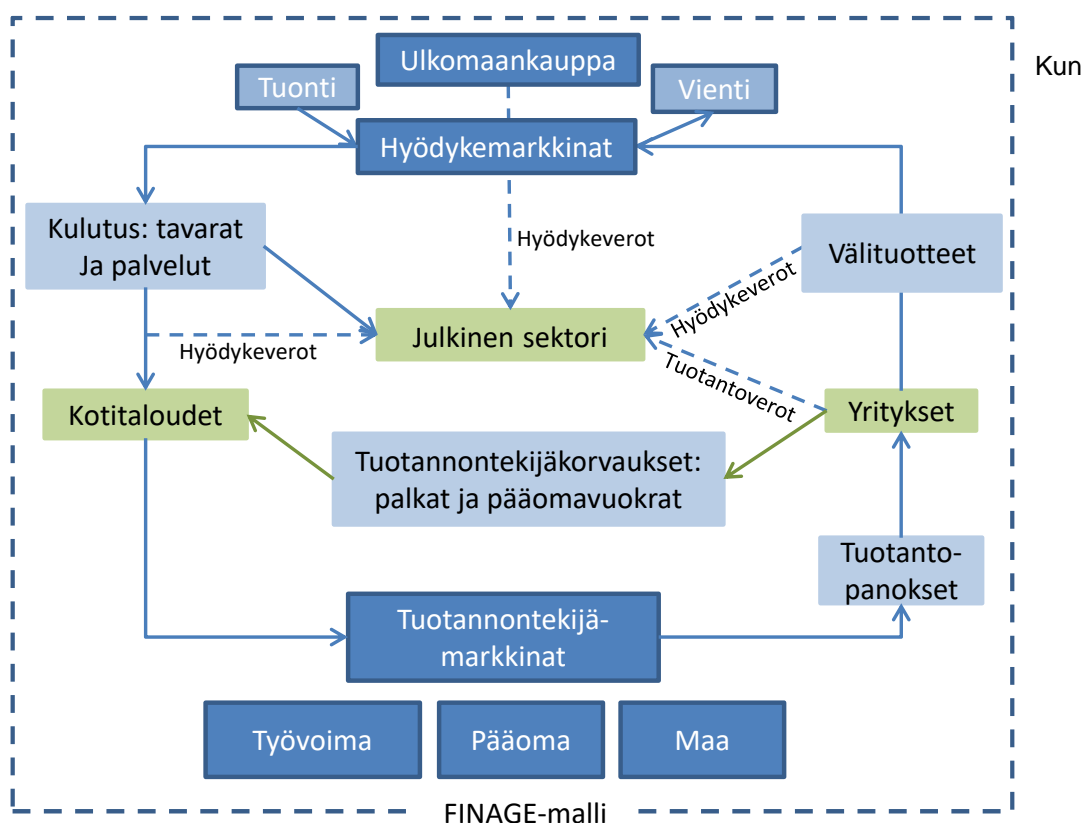 Ulkomaankauppa
Kun
Tuonti
Vienti
Hyödykemarkkinat
Kulutus: tavarat
Ja palvelut
Hyödykeverot
Välituotteet
Hyödykeverot
Julkinen sektori
Hyödykeverot
Tuotantoverot
Kotitaloudet
Yritykset
Tuotannontekijäkorvaukset:
palkat ja pääomavuokrat
Tuotanto-
panokset
Tuotannontekijä-
markkinat
Työvoima
Pääoma
Maa
FINAGE-malli